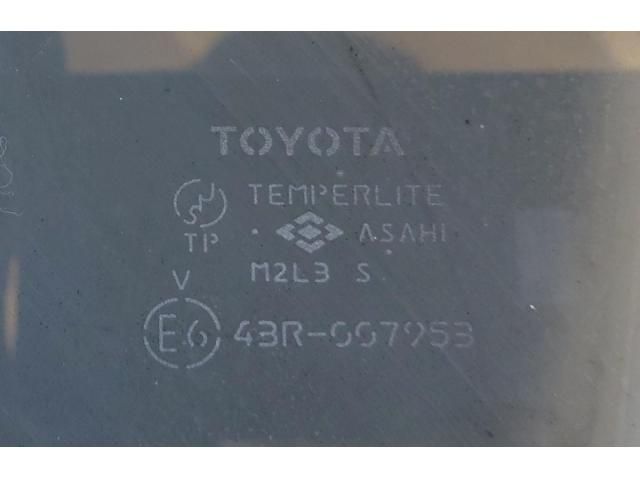 TOYOTA
TEMPERLITE
TP · ASAHI
M2L3 S
V
E6 43R-007953